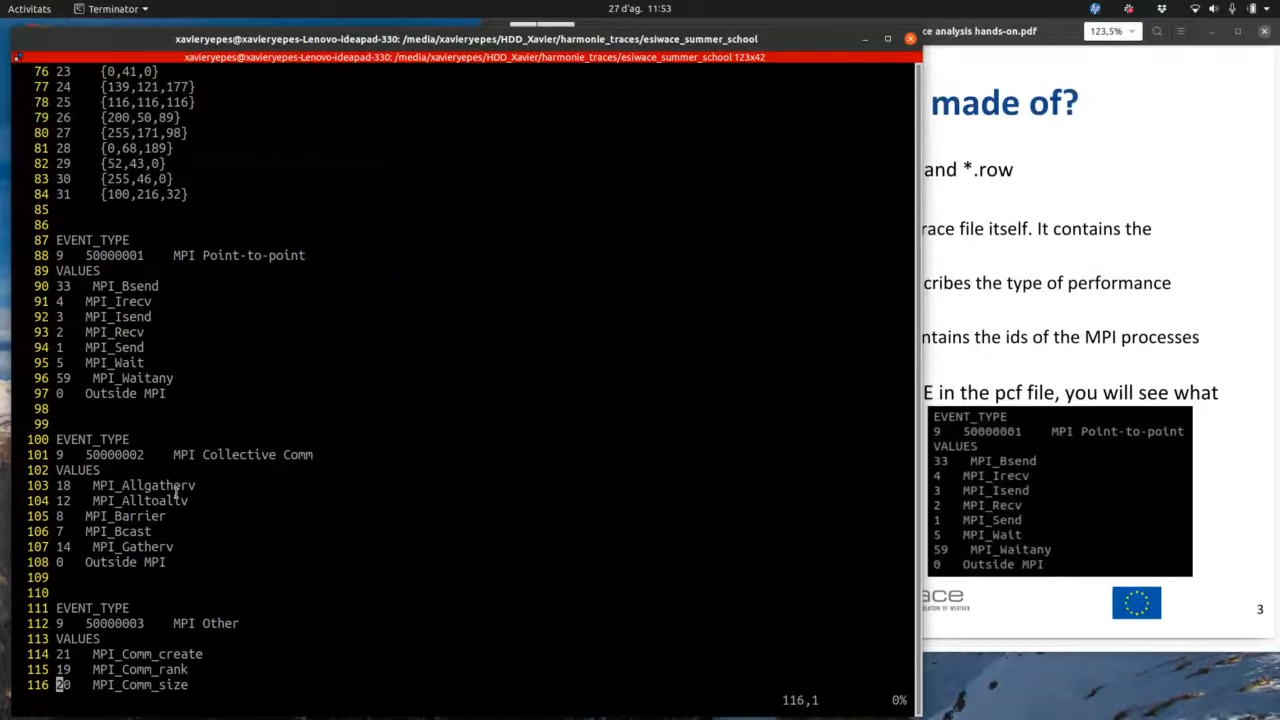 Activitats
Terminator
27 d'ag. 11:53
xavieryepes@xavieryepes-Lenovo-ideapad-330: /media/xavieryepes/HDD_Xavier/harmonie_traces/esiwace_summer_school
xavieryepes@xavieryepes-Lenovo-ideapad-330: /media/xavieryepes/HDD_Xavier/harmonie_traces/esiwace_summer_school 123x42
76 23 {0,41,0}
77 24 {139,121,177}
78 25 {116,116,116}
79 26 {200,50,89}
80 27 {255,171,98}
81 28 {0,68,189}
82 29 {52,43,0}
83 30 {255,46,0}
84 31 {100,216,32}
85
86
87 EVENT_TYPE
88 9 50000001 MPI Point-to-point
89 VALUES
90 33 MPI_Bsend
91 4 MPI_Irecv
92 3 MPI_Isend
93 2 MPI_Recv
94 1 MPI_Send
95 5 MPI_Wait
96 59 MPI_Waitany
97 0 Outside MPI
98
99
100 EVENT_TYPE
101 9 50000002 MPI Collective Comm
102 VALUES
103 18 MPI_Allgatherv
104 12 MPI_Alltoallv
105 8 MPI_Barrier
106 7 MPI_Bcast
107 14 MPI_Gatherv
108 0 Outside MPI
109
110
111 EVENT_TYPE
112 9 50000003 MPI Other
113 VALUES
114 21 MPI_Comm_create
115 19 MPI_Comm_rank
116 20 MPI_Comm_size
116,1 0%
ce analysis hands-on.pdf
123,5%
made of?
and *.row
race file itself. It contains the
cribes the type of performance
ntains the ids of the MPI processes
E in the pcf file, you will see what
EVENT_TYPE
9 50000001 MPI Point-to-point
VALUES
33 MPI_Bsend
4 MPI_Irecv
3 MPI_Isend
2 MPI_Recv
1 MPI_Send
5 MPI_Wait
59 MPI_Waitany
0 Outside MPI
ace
3